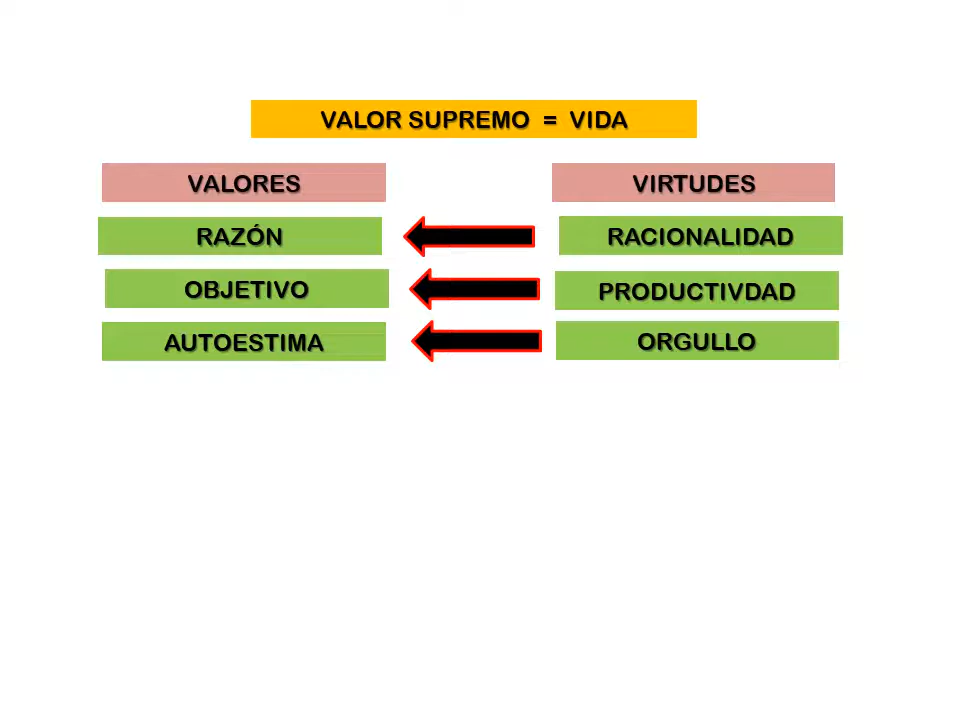 VALOR SUPREMO = VIDA
VALORES
VIRTUDES
RAZÓN
RACIONALIDAD
OBJETIVO
PRODUCTIVDAD
AUTOESTIMA
ORGULLO